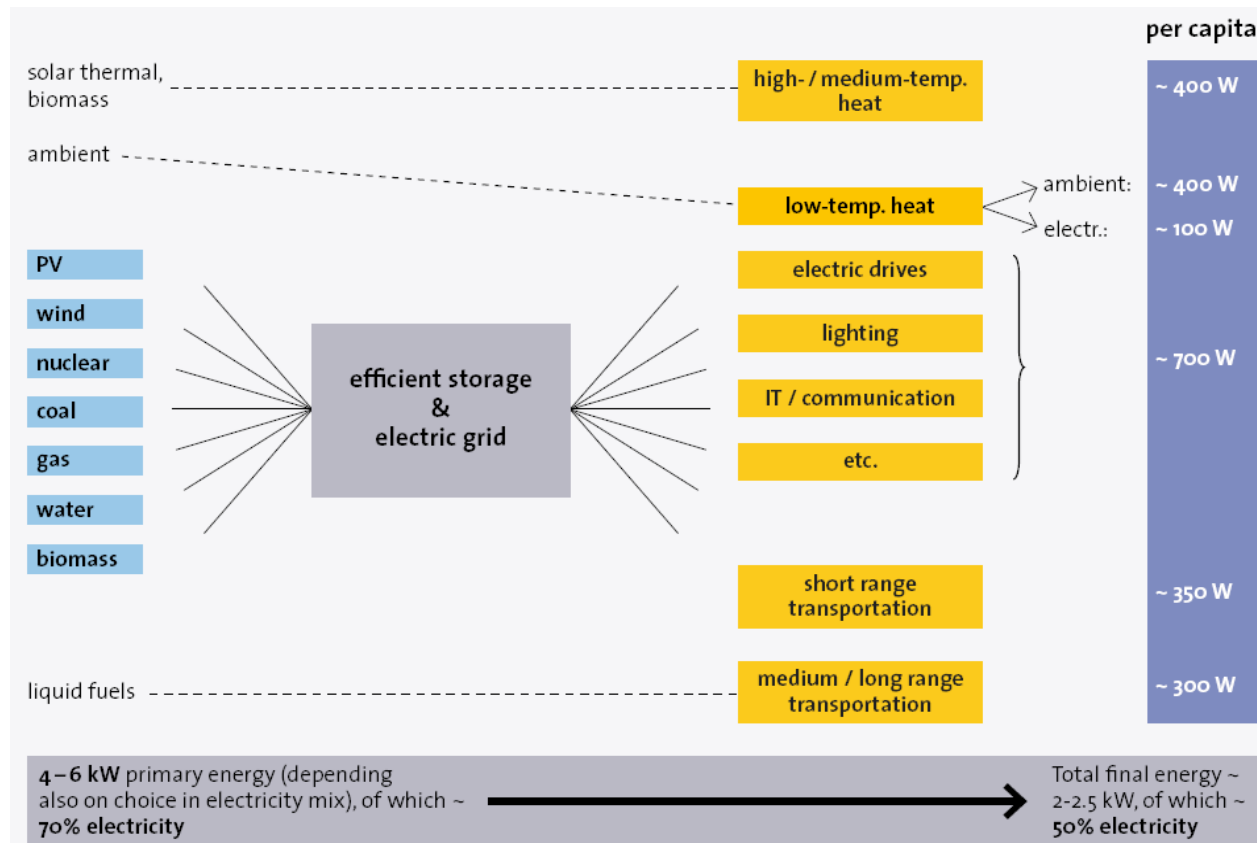 per capita
solar thermal,
biomass
high- / medium-temp.
heat
~ 400 W
ambient
low-temp. heat
ambient:
~ 400 W
electr.:
~ 100 W
PV
wind
nuclear
coal
gas
water
biomass
efficient storage
&
electric grid
electric drives
lighting
IT / communication
etc.
~ 700 W
short range
transportation
~ 350 W
liquid fuels
medium / long range
transportation
~ 300 W
4–6 kW primary energy (depending
also on choice in electricity mix), of which ~
70% electricity
Total final energy ~
2-2.5 kW, of which ~
50% electricity